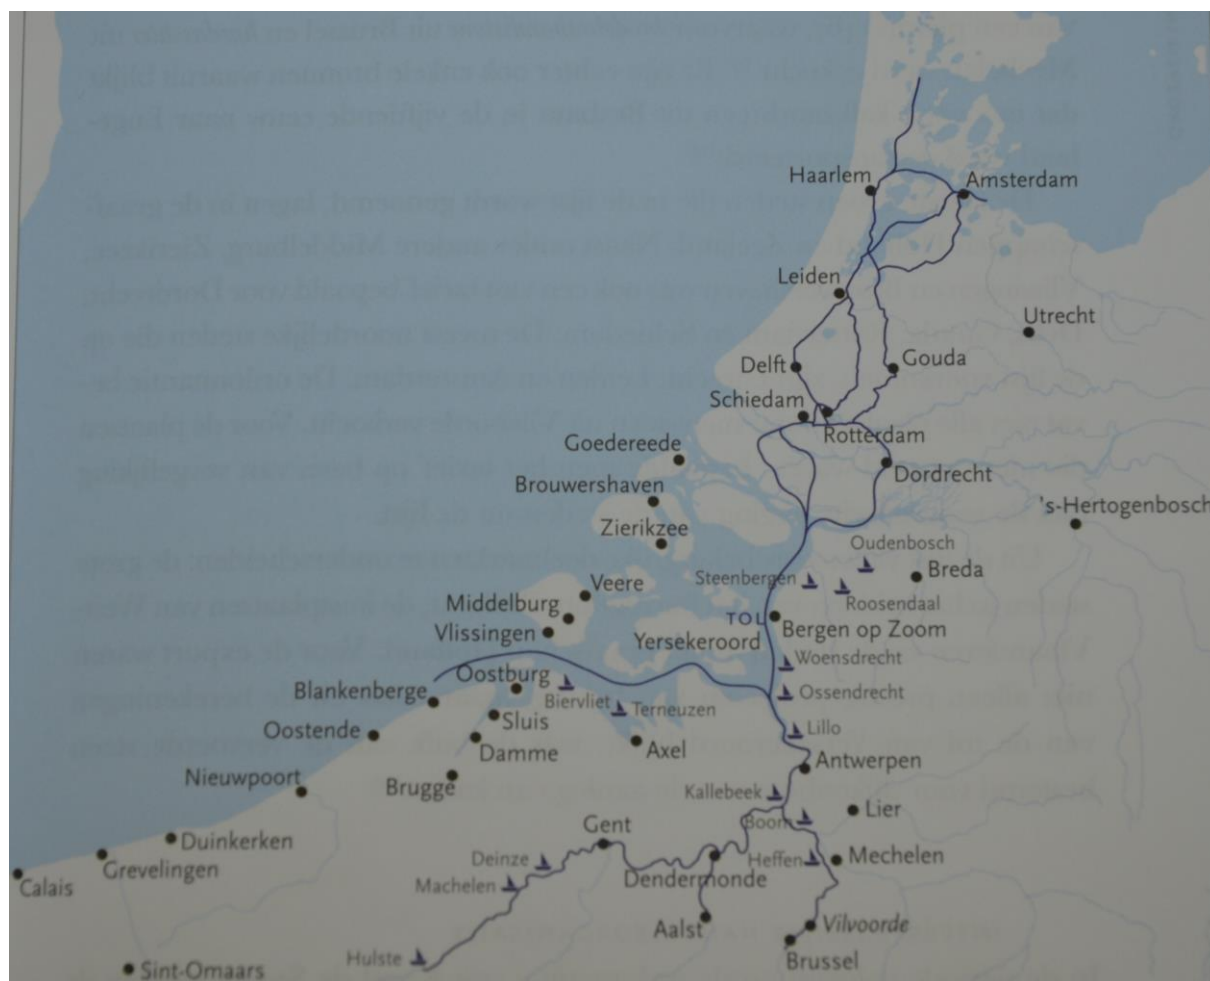 Haarlem
Amsterdam
Leiden
Utrecht
Delft
Gouda
Schiedam
Rotterdam
Goedereede
Dordrecht
Brouwershaven
's-Hertogenbosch
Zierikzee
Oudenbosch
Steenbergen
Breda
Veere
Roosendaal
Middelburg
TOL
Vlissingen
Yersekeroord
Bergen op Zoom
Woensdrecht
Oostburg
Blankenberge
Biervliet
Terneuzen
Ossendrecht
Sluis
Oostende
Lillo
Damme
Axel
Antwerpen
Nieuwpoort
Brugge
Kallebeek
Lier
Gent
Boom
Duinkerken
Deinze
Heffen
Mechelen
Grevelingen
Machelen
Dendermonde
Calais
Aalst
Vilvoorde
Hulste
Brussel
Sint-Omaars